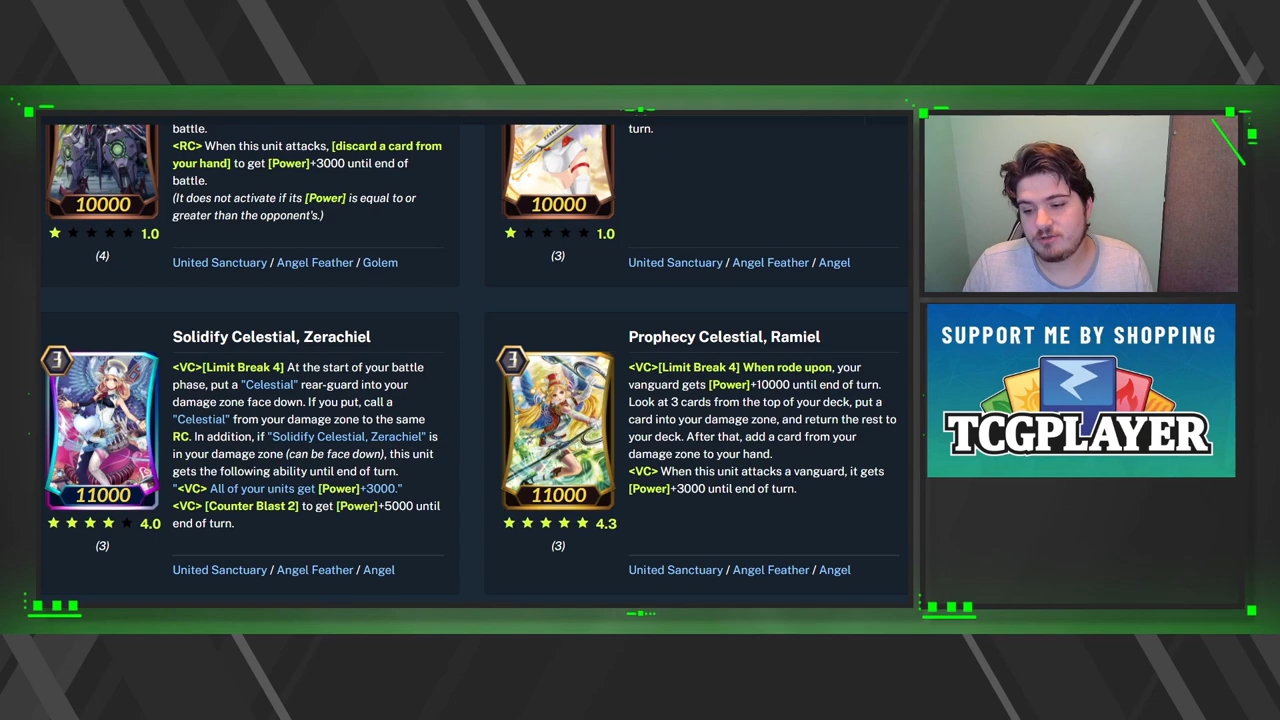 battle.
<RC> When this unit attacks, [discard a card from
your hand] to get [Power]+3000 until end of
battle.
(It does not activate if its [Power] is equal to or
greater than the opponent's.)
10000
1.0
(4)
United Sanctuary / Angel Feather / Golem
turn.
10000
1.0
(3)
United Sanctuary / Angel Feather / Angel
Solidify Celestial, Zerachiel
3
<VC>[Limit Break 4] At the start of your battle
phase, put a "Celestial" rear-guard into your
damage zone face down. If you put, call a
"Celestial" from your damage zone to the same
RC. In addition, if "Solidify Celestial, Zerachiel" is
in your damage zone (can be face down), this unit
gets the following ability until end of turn.
"<VC> All of your units get [Power]+3000."
<VC> [Counter Blast 2] to get [Power]+5000 until
end of turn.
11000
4.0
(3)
United Sanctuary / Angel Feather / Angel
Prophecy Celestial, Ramiel
3
<VC>[Limit Break 4] When rode upon, your
vanguard gets [Power]+10000 until end of turn.
Look at 3 cards from the top of your deck, put a
card into your damage zone, and return the rest to
your deck. After that, add a card from your
damage zone to your hand.
<VC> When this unit attacks a vanguard, it gets
[Power]+3000 until end of turn.
11000
4.3
(3)
United Sanctuary / Angel Feather / Angel
SUPPORT ME BY SHOPPING
TCGPLAYER